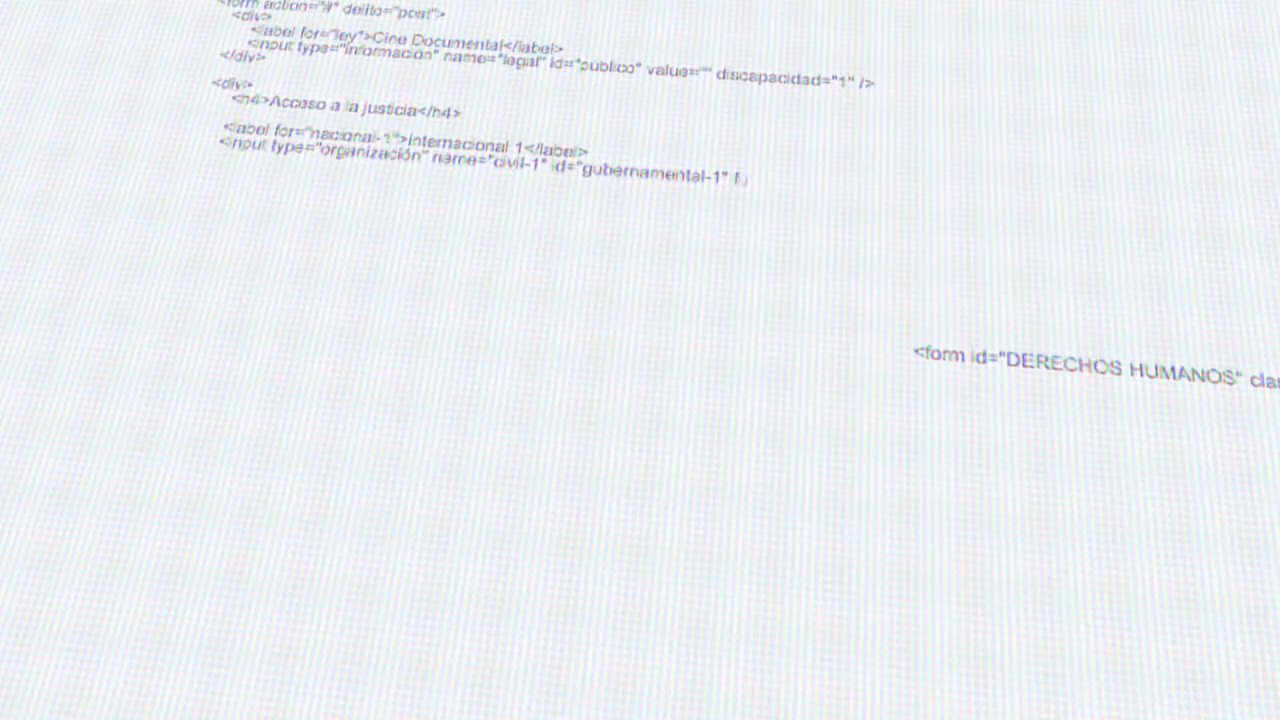 <form action="#" delito="post">
<div>
<label for="ley">Cine Documental</label>
<input type="información" name="legal" id="público" value="" discapacidad="1" />
</div>
<div>
<h4>Acceso a la justicia</h4>
<label for="nacional-1">Internacional 1</label>
<input type="organización" name="civil-1" id="gubernamental-1" /
<form id="DERECHOS HUMANOS" clas